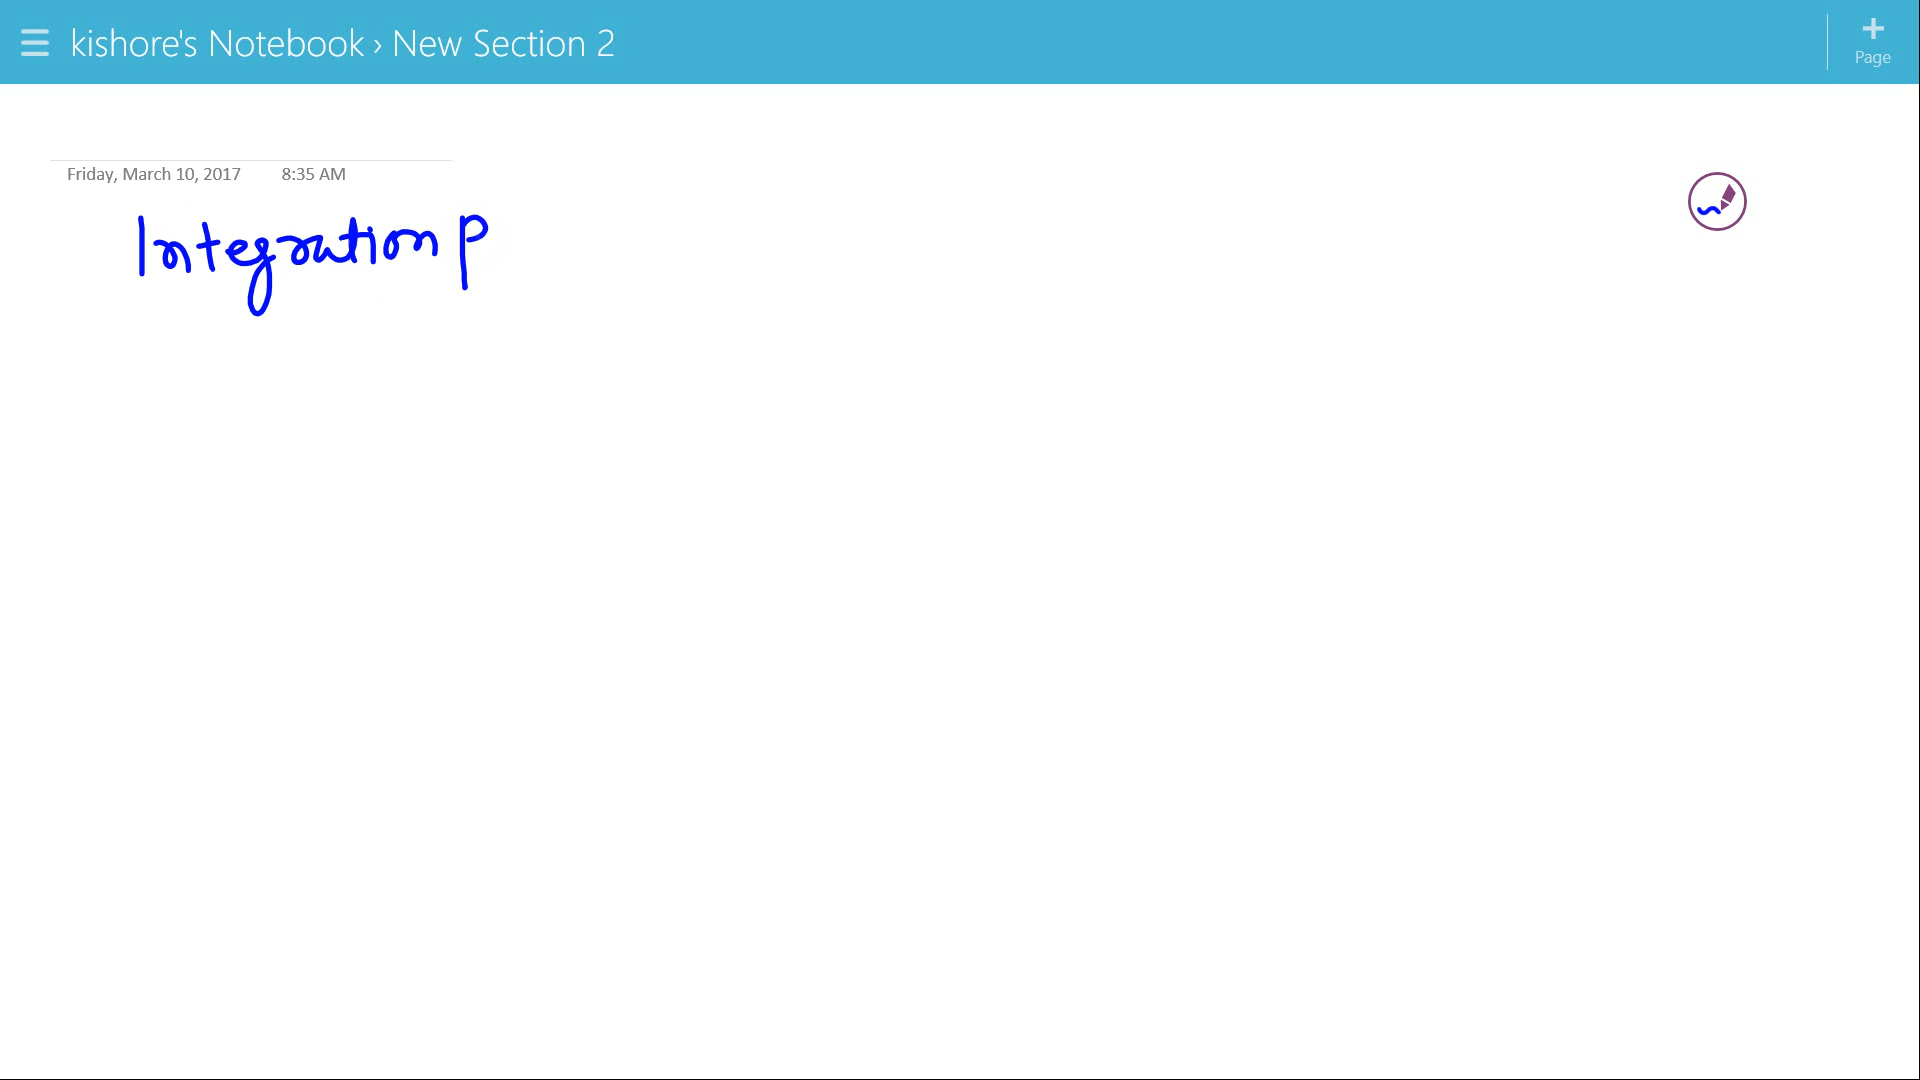 kishore's Notebook › New Section 2
Page
Friday, March 10, 2017 8:35 AM
Integration P